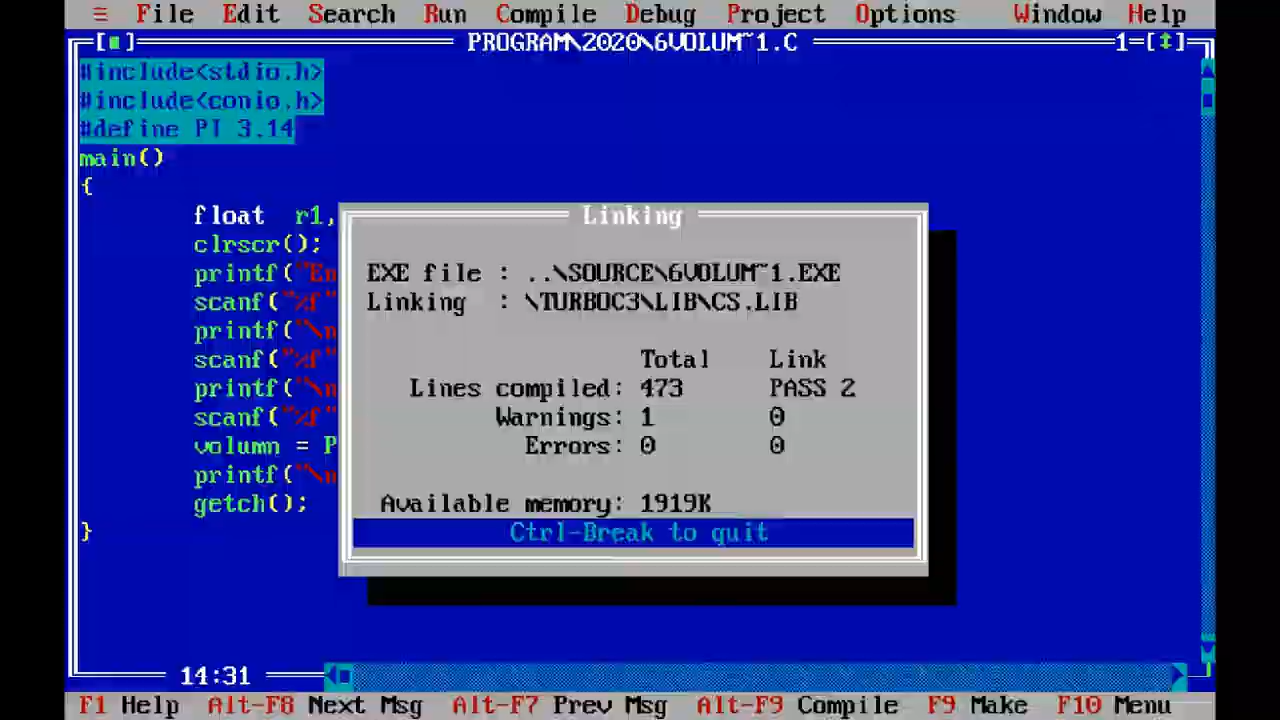 ≡ File Edit Search Run Compile Debug Project Options Window Help
[■] PROGRAM\2020\6VOLUM~1.C 1=[↕]
#include<stdio.h>
#include<conio.h>
#define PI 3.14
main()
{
float r1,
clrscr();
printf("En
scanf("%f"
printf("\n
scanf("%f"
printf("\n
scanf("%f"
volumn = P
printf("\n
getch();
}
Linking
EXE file : ..\SOURCE\6VOLUM~1.EXE
Linking : \TURBOC3\LIB\CS.LIB
Total Link
Lines compiled: 473 PASS 2
Warnings: 1 0
Errors: 0 0
Available memory: 1919K
Ctrl-Break to quit
14:31
F1 Help Alt-F8 Next Msg Alt-F7 Prev Msg Alt-F9 Compile F9 Make F10 Menu